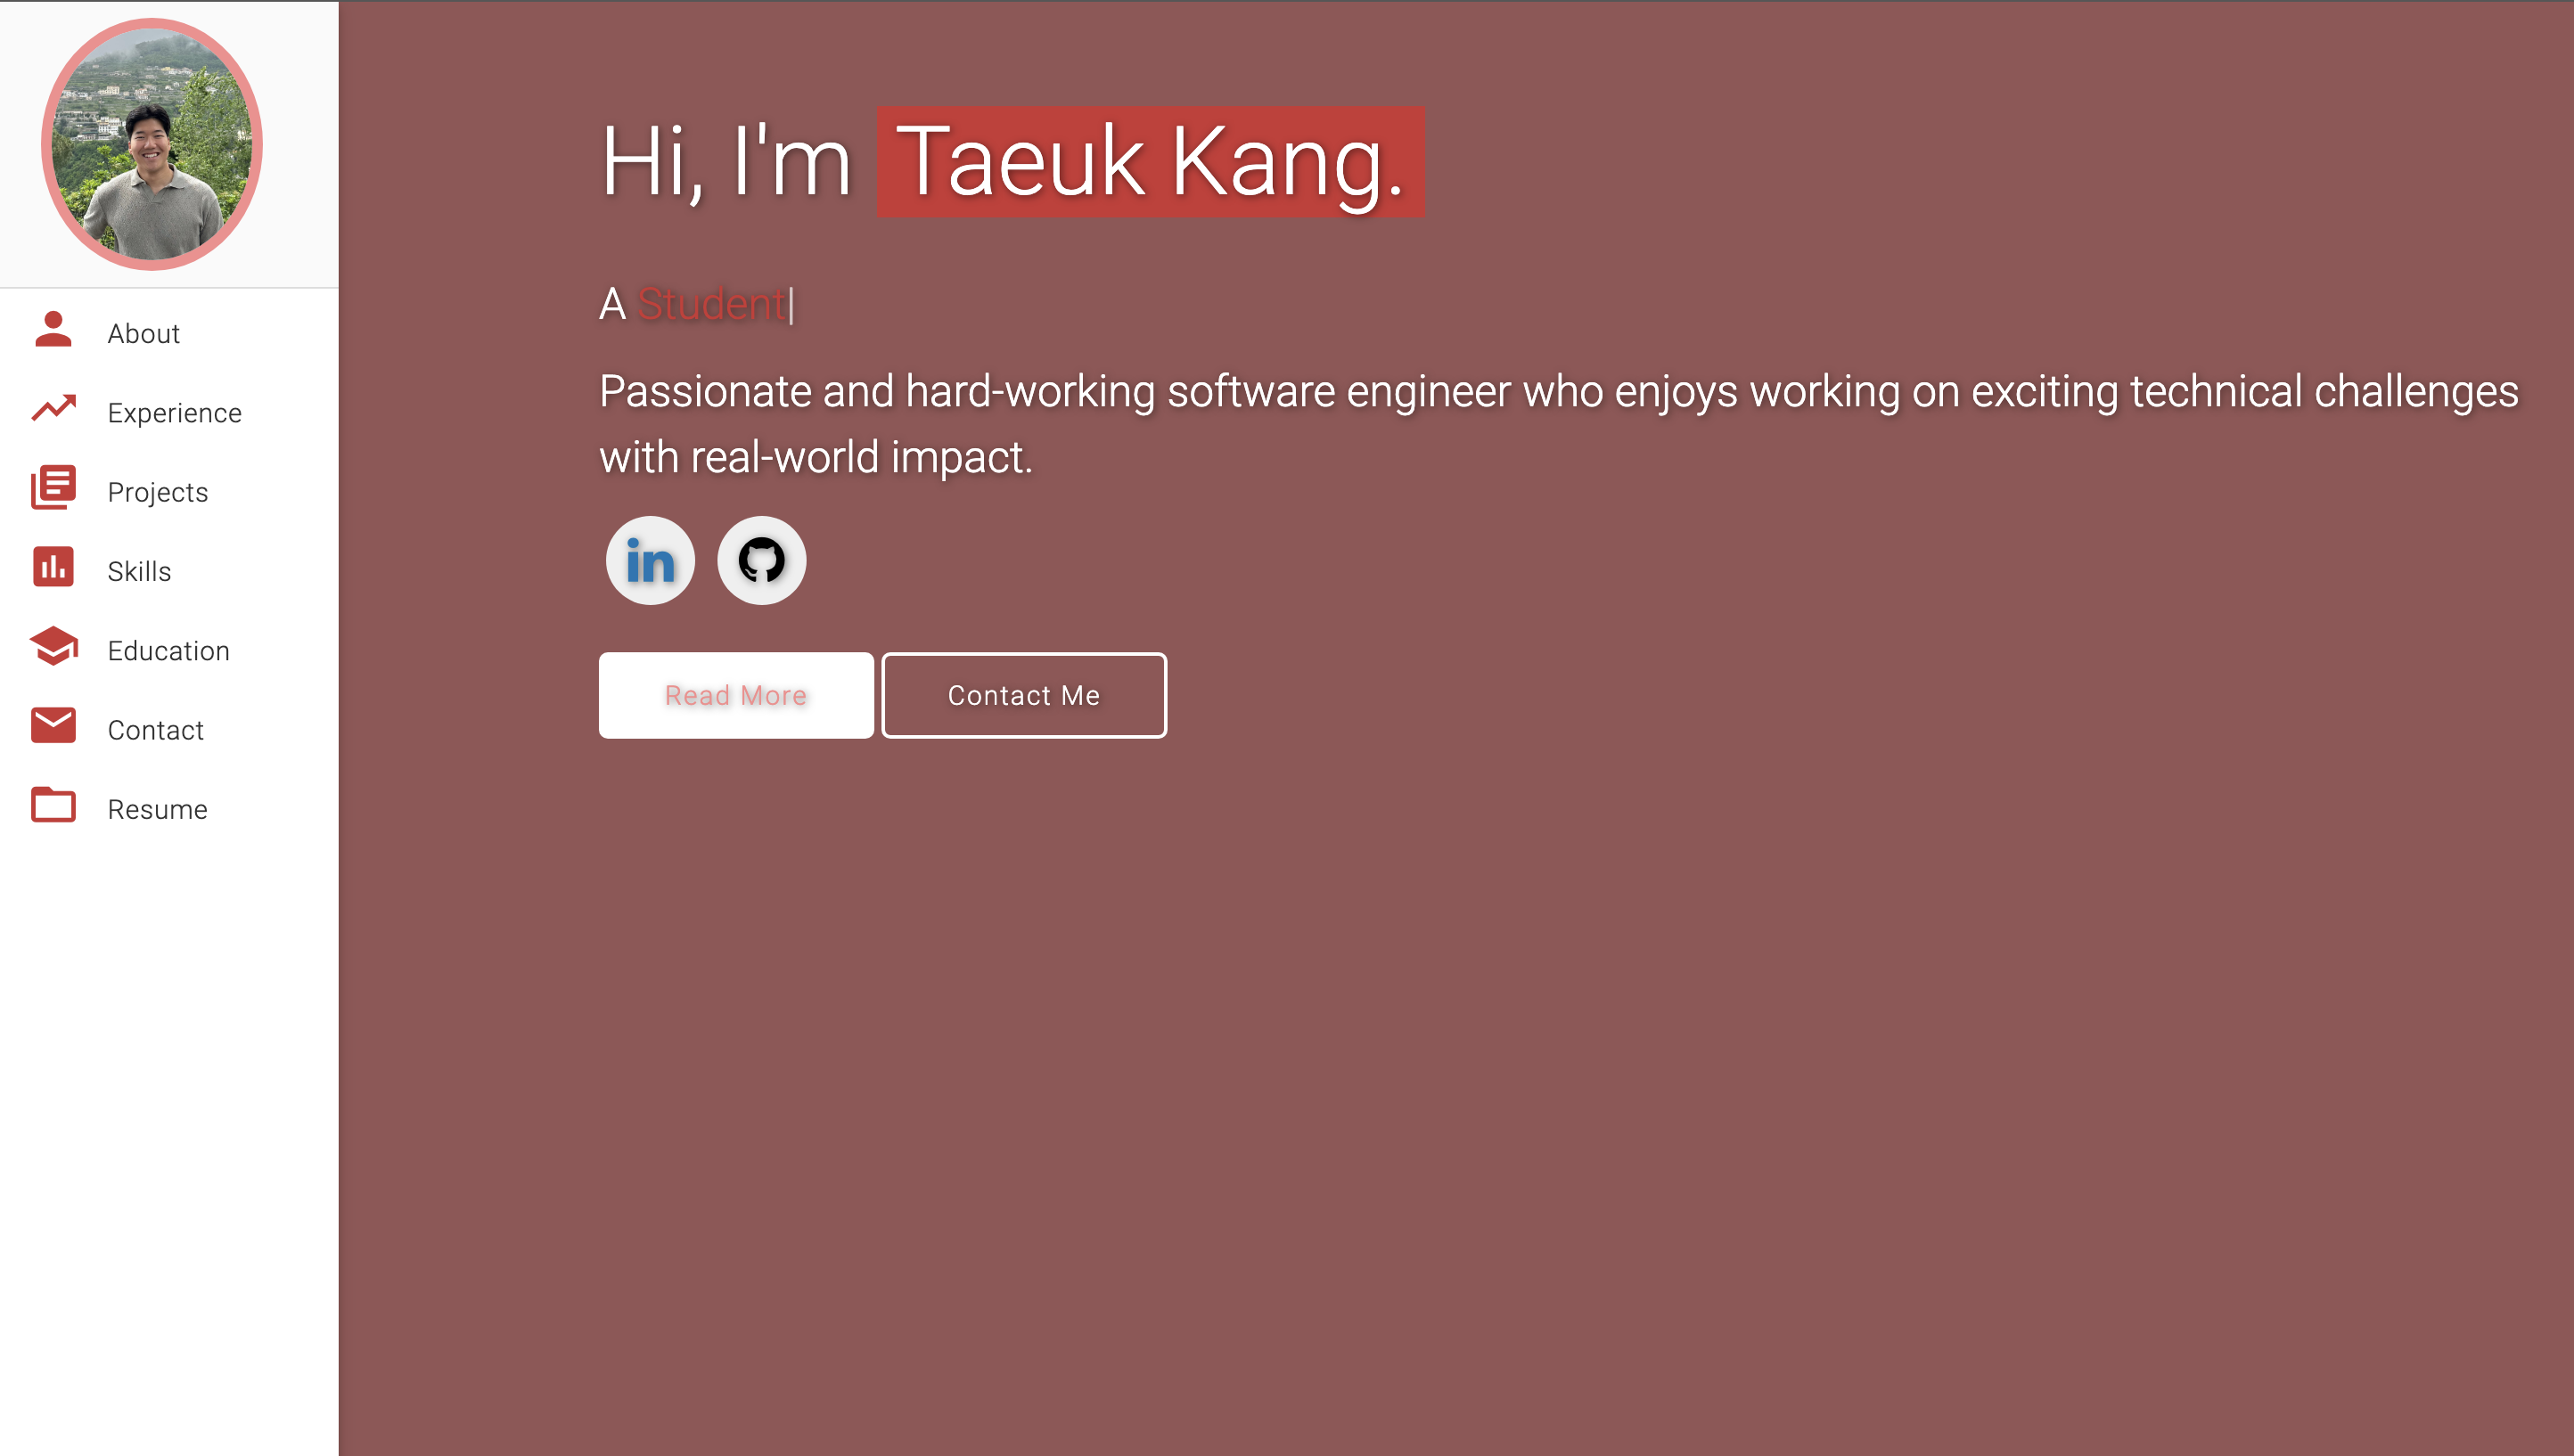 About
Experience
Projects
Skills
Education
Contact
Resume
Hi, I'm Taeuk Kang.
A Student|
Passionate and hard-working software engineer who enjoys working on exciting technical challenges
with real-world impact.
in
Read More
Contact Me